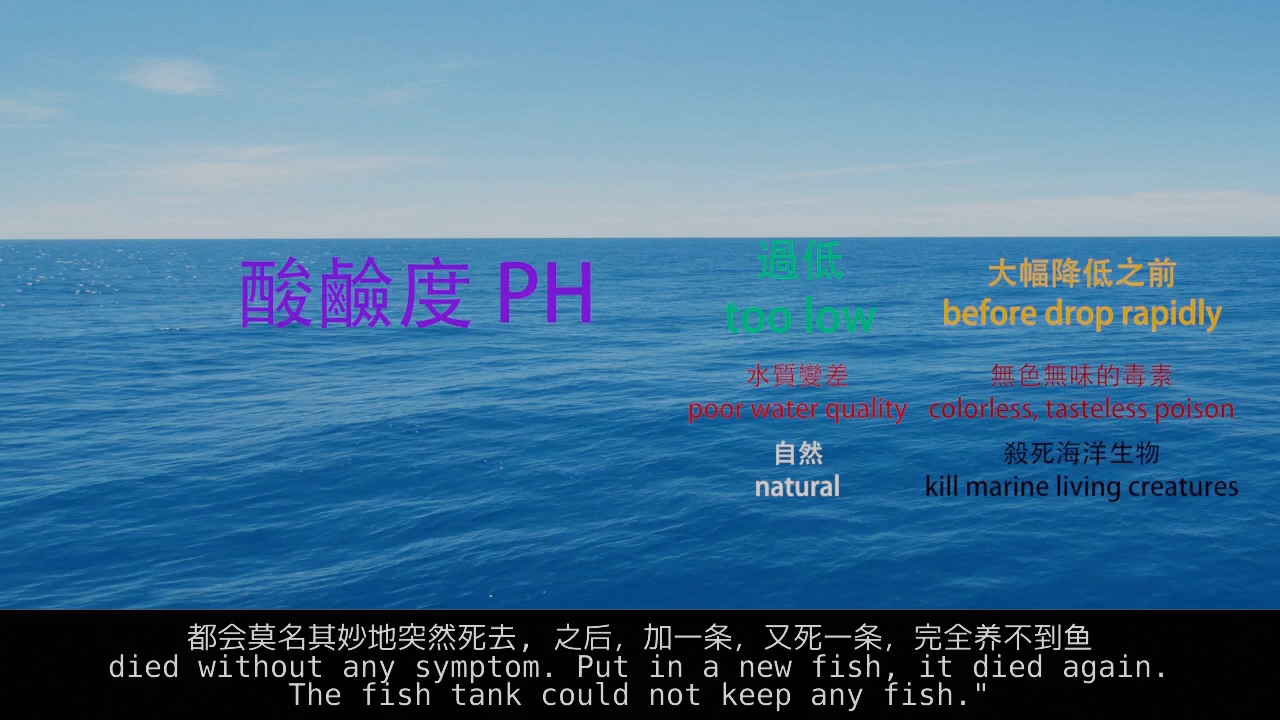 酸鹼度 PH
過低
too low
大幅降低之前
before drop rapidly
水質變差
poor water quality
無色無味的毒素
colorless, tasteless poison
自然
natural
殺死海洋生物
kill marine living creatures
都会莫名其妙地突然死去, 之后, 加一条, 又死一条, 完全养不到鱼
died without any symptom. Put in a new fish, it died again.
The fish tank could not keep any fish."